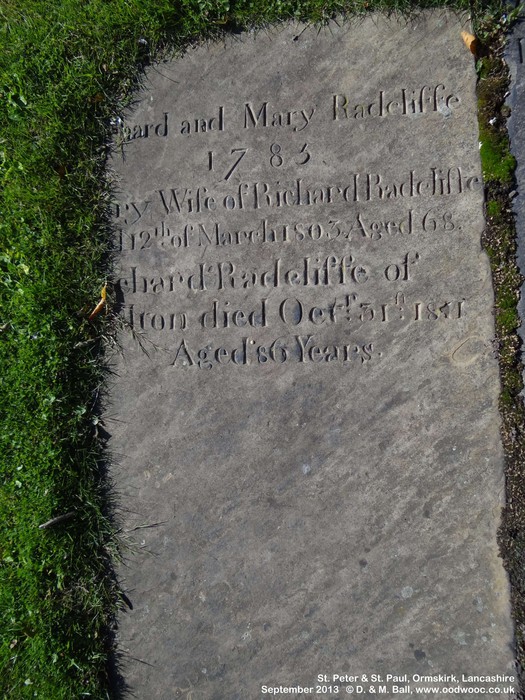 hard and Mary Radcliffe
1783.
ry Wife of Richard Radcliffe
12th of March 1803 Aged 68.
chard Radcliffe of
lton died Octr. 31st 1811
Aged 86 Years.
St. Peter & St. Paul, Ormskirk, Lancashire
September 2013 © D. & M. Ball, www.oodwooc.co.uk